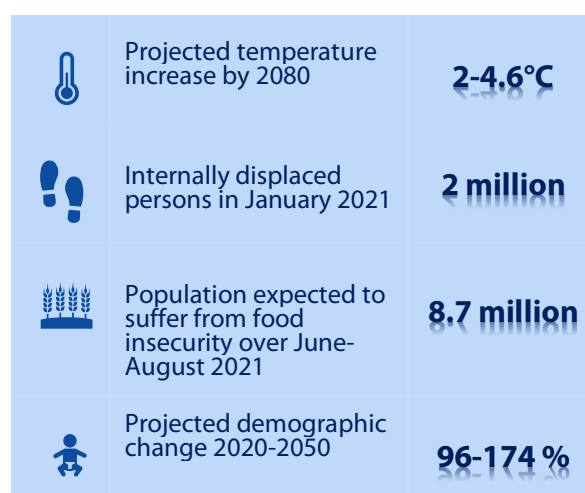 Projected temperature
increase by 2080
2-4.6°C
Internally displaced
persons in January 2021
2 million
Population expected to
suffer from food
insecurity over June-
August 2021
8.7 million
Projected demographic
change 2020-2050
96-174 %